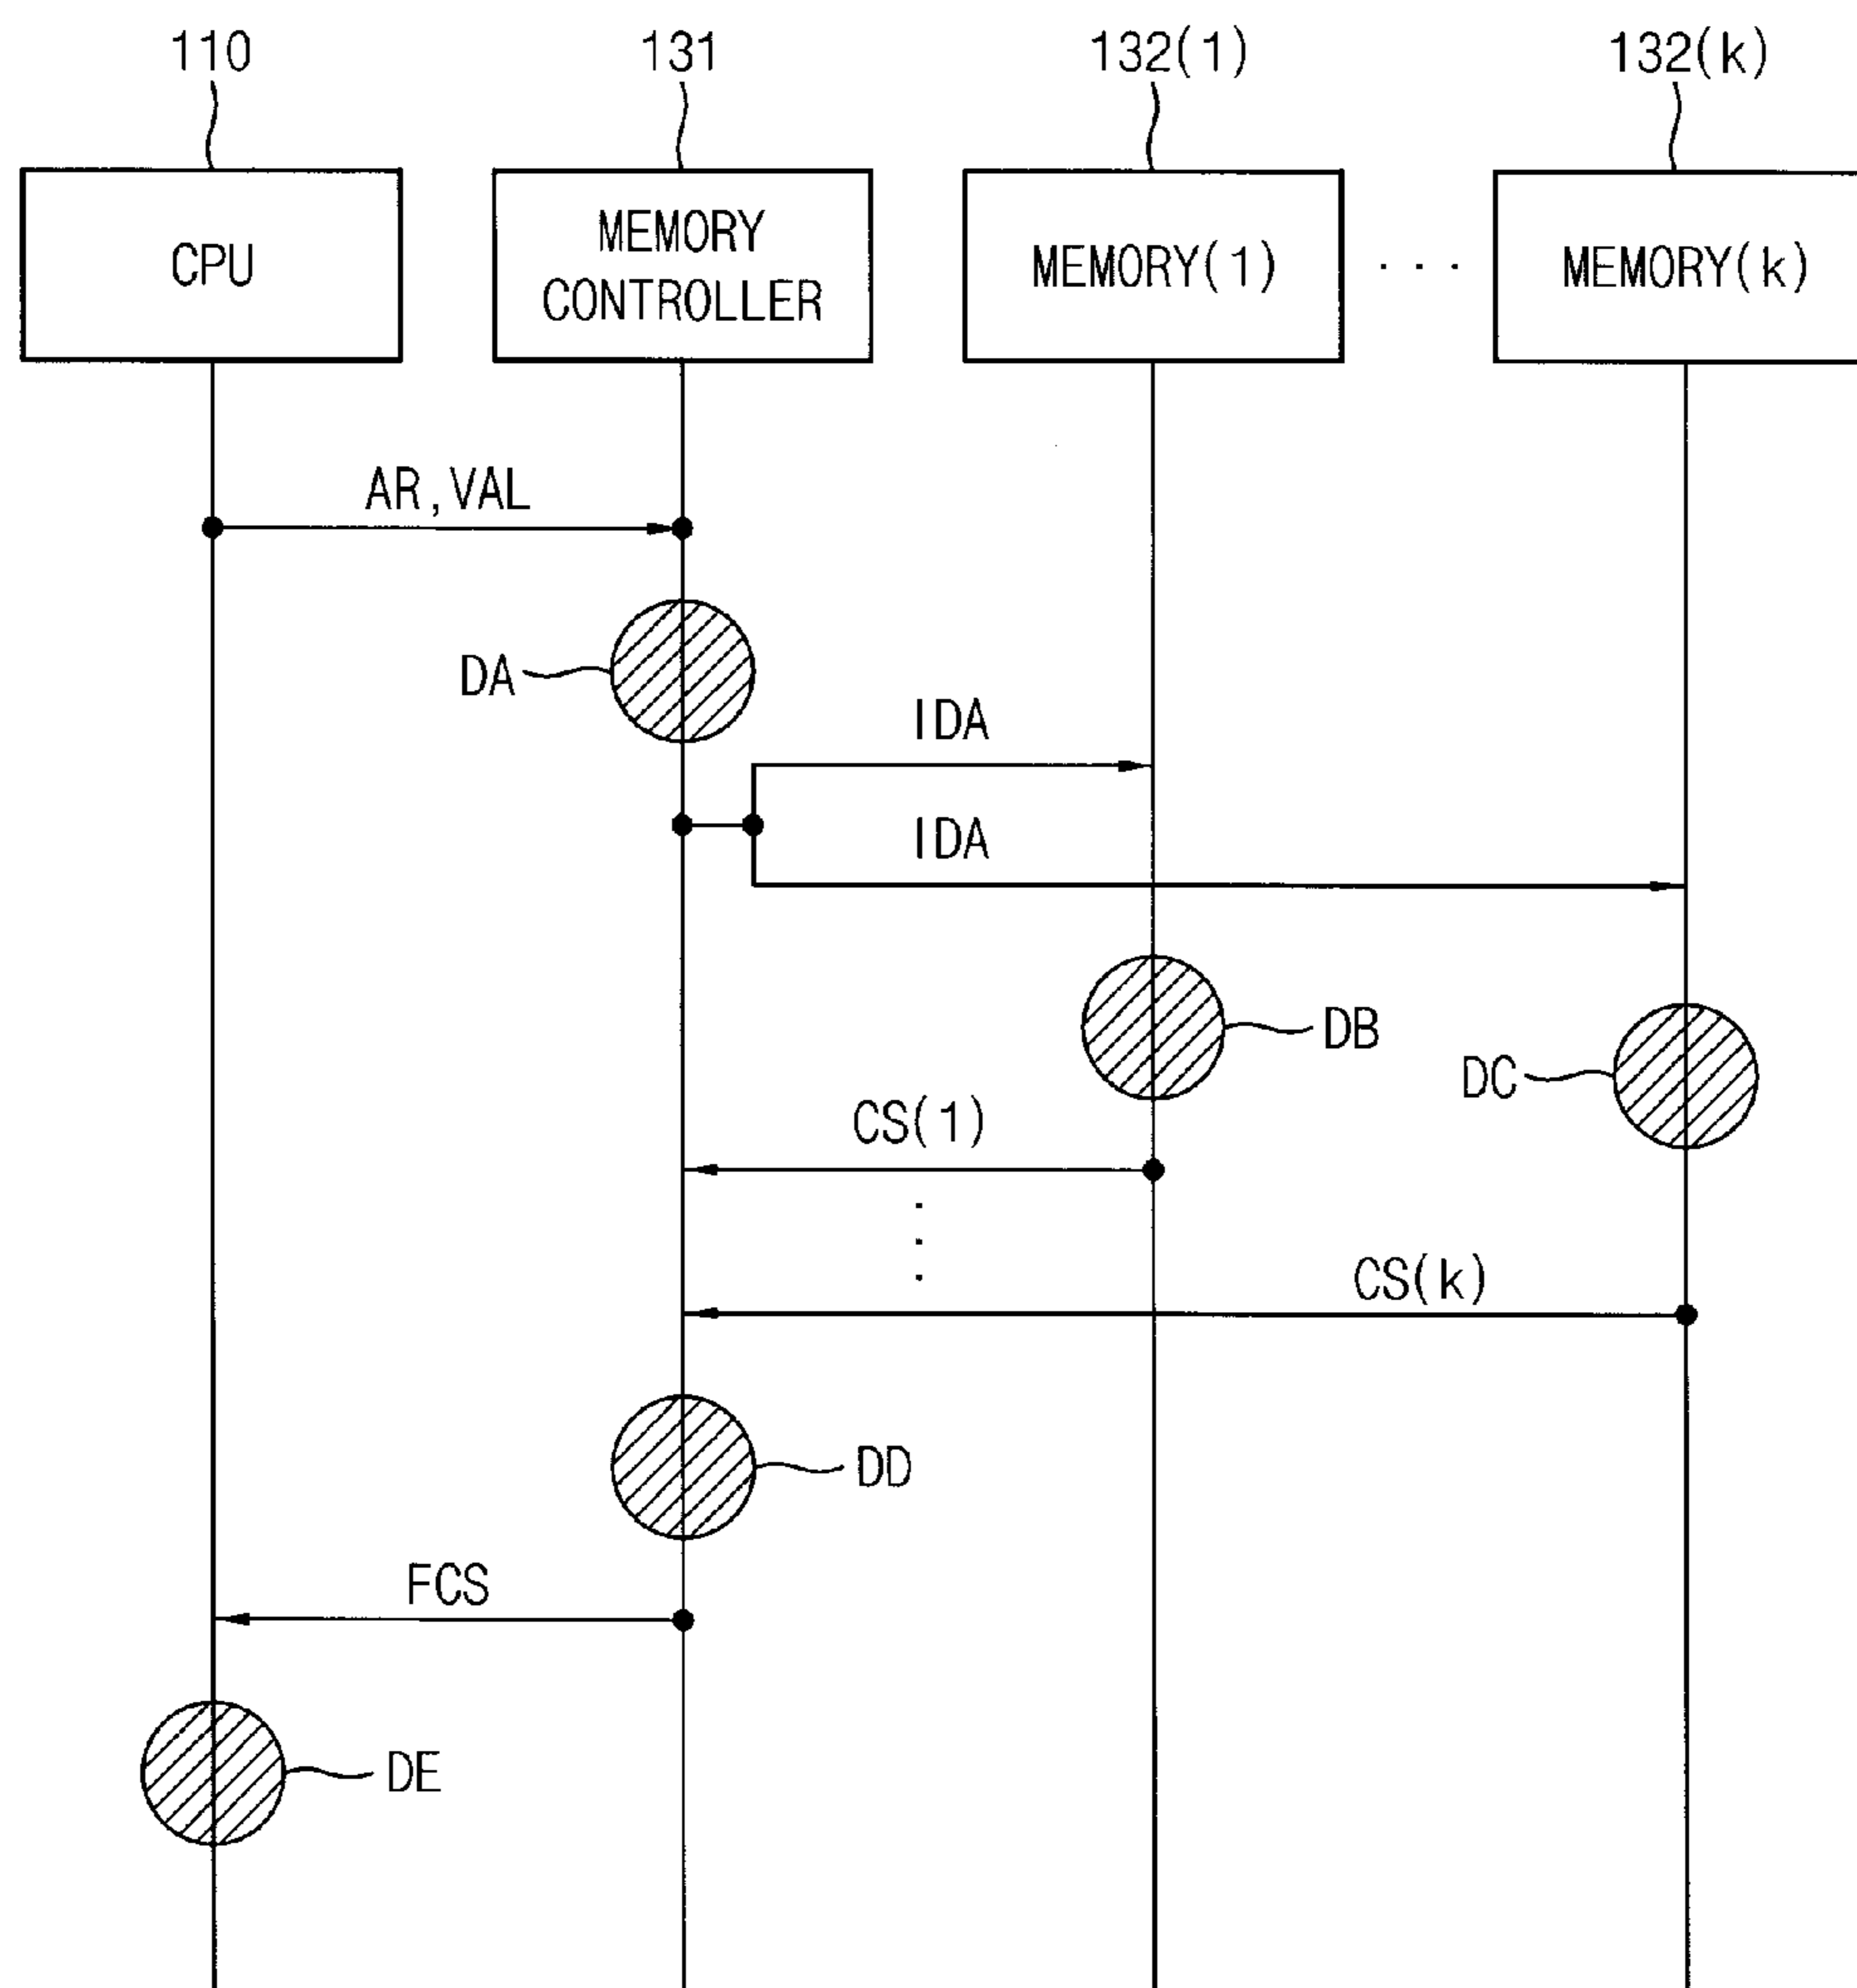 110
131
132(1)
132(k)
CPU
MEMORY
CONTROLLER
MEMORY(1)
...
MEMORY(k)
AR,VAL
DA
IDA
IDA
DB
DC
CS(1)
CS(k)
DD
FCS
DE